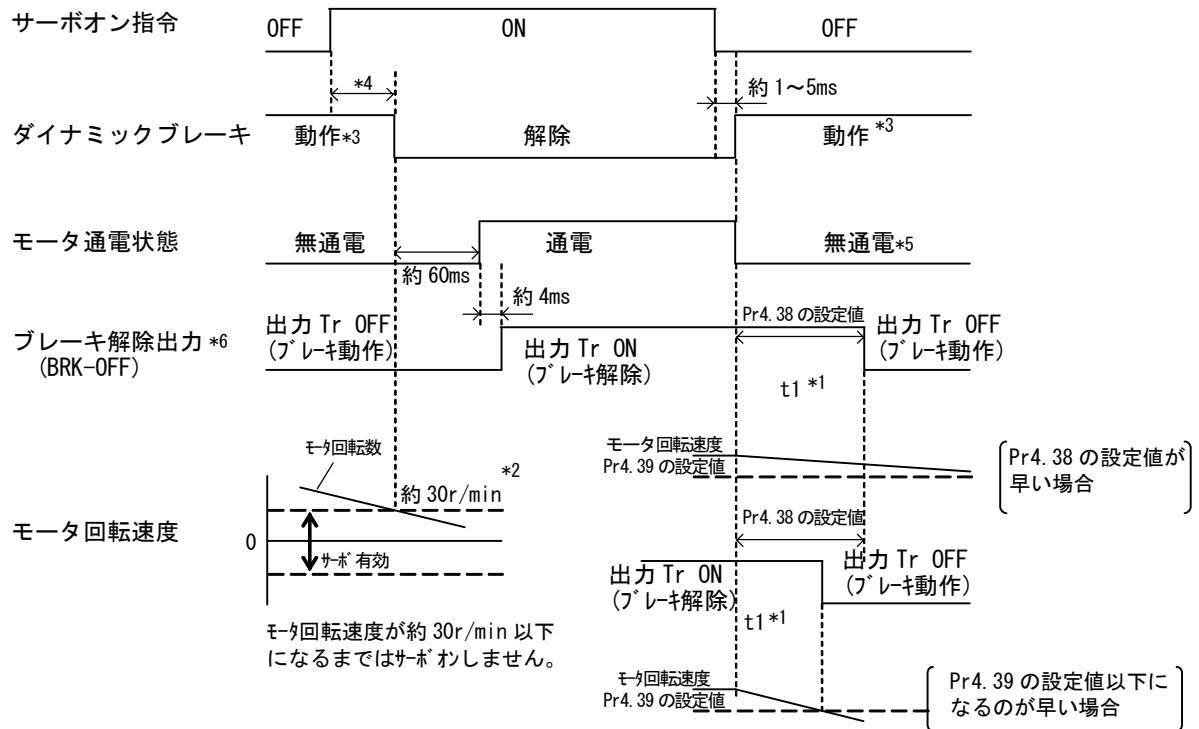 サーボオン指令
OFF
ON
OFF
*4
約 1～5ms
ダイナミックブレーキ
動作*3
解除
動作 *3
モータ通電状態
無通電
通電
無通電*5
約 60ms
約 4ms
ブレーキ解除出力 *6
(BRK-OFF)
出力 Tr OFF
(ﾌﾞﾚｰｷ動作)
出力 Tr ON
(ﾌﾞﾚｰｷ解除)
Pr4.38 の設定値
出力 Tr OFF
(ﾌﾞﾚｰｷ動作)
t1 *1
モータ回転速度
Pr4.39 の設定値
Pr4.38 の設定値が
早い場合
モータ回転速度
ﾓｰﾀ回転数
*2
約 30r/min
0
ｻｰﾎﾞ有効
ﾓｰﾀ回転速度が約 30r/min 以下
になるまではｻｰﾎﾞｵﾝしません。
Pr4.38 の設定値
出力 Tr ON
(ﾌﾞﾚｰｷ解除)
出力 Tr OFF
(ﾌﾞﾚｰｷ動作)
t1*1
ﾓｰﾀ回転速度
Pr4.39 の設定値
Pr4.39 の設定値以下に
なるのが早い場合